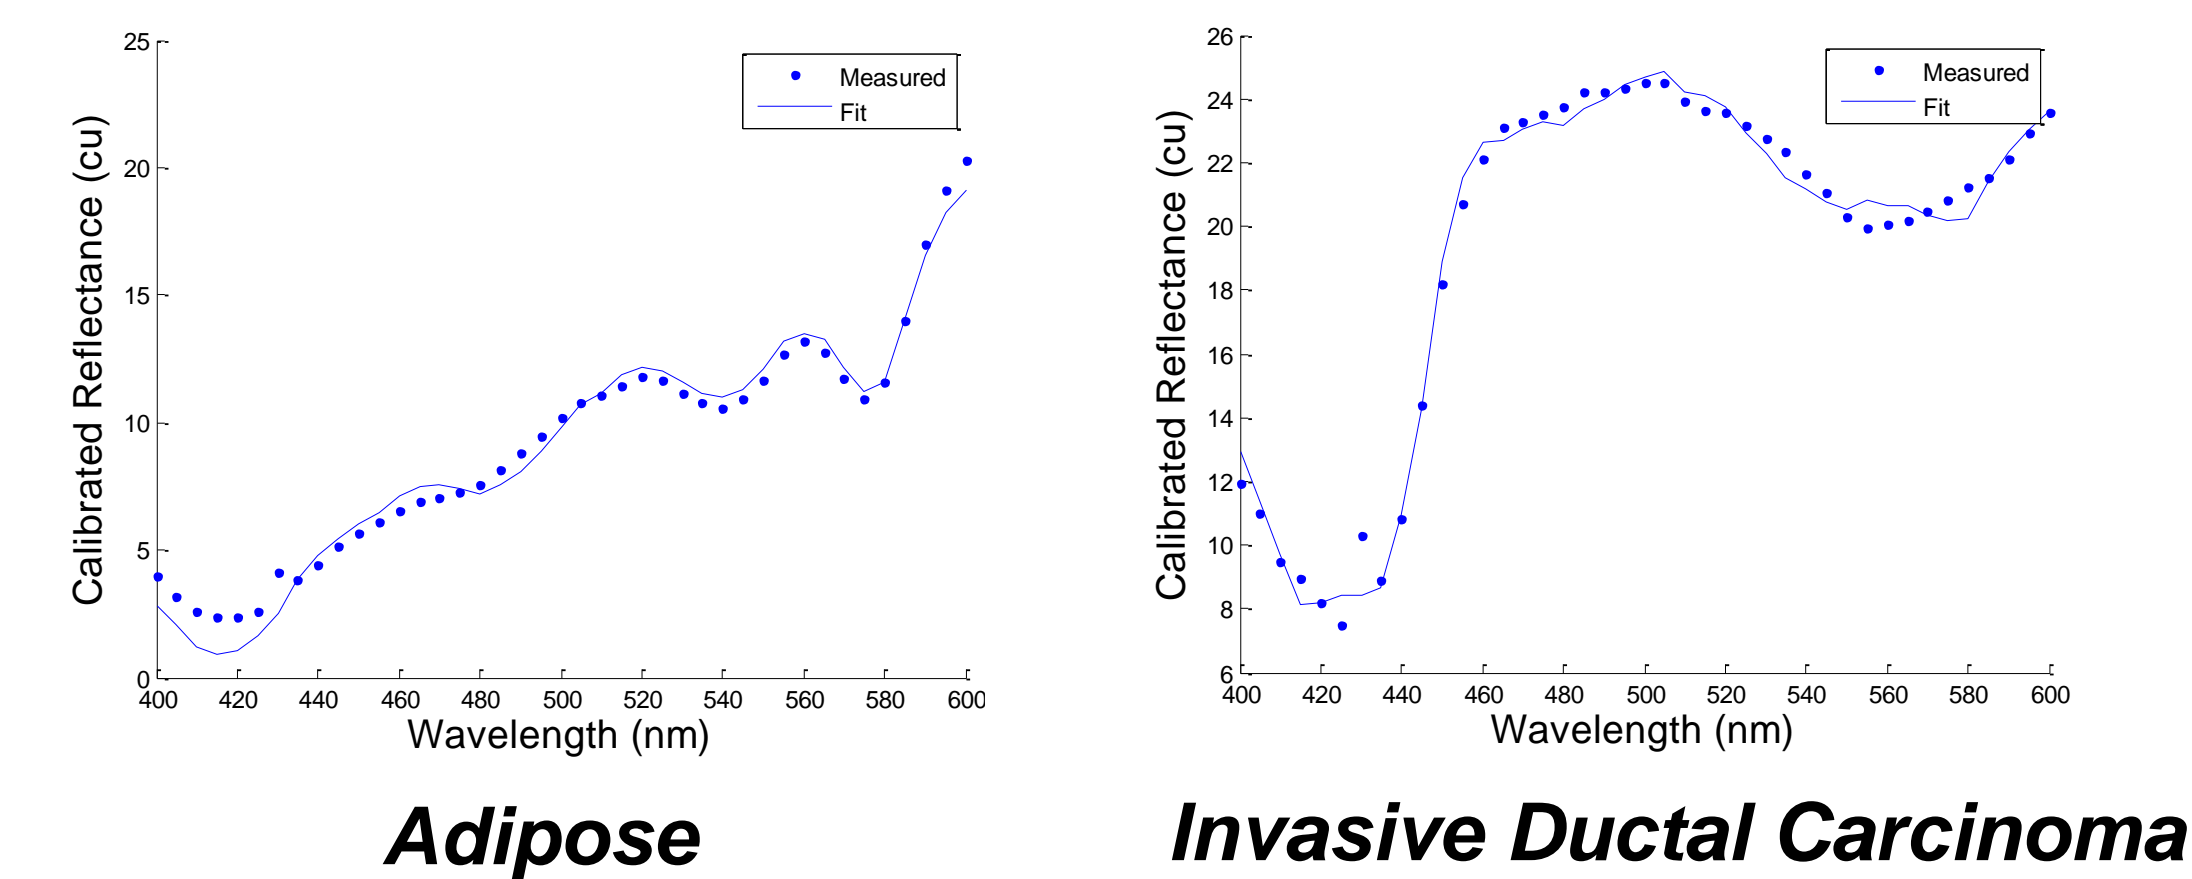 25
20
15
10
5
0
Calibrated Reflectance (cu)
Measured
Fit
400 420 440 460 480 500 520 540 560 580 600
Wavelength (nm)
Adipose
26
24
22
20
18
16
14
12
10
8
6
Calibrated Reflectance (cu)
Measured
Fit
400 420 440 460 480 500 520 540 560 580 600
Wavelength (nm)
Invasive Ductal Carcinoma